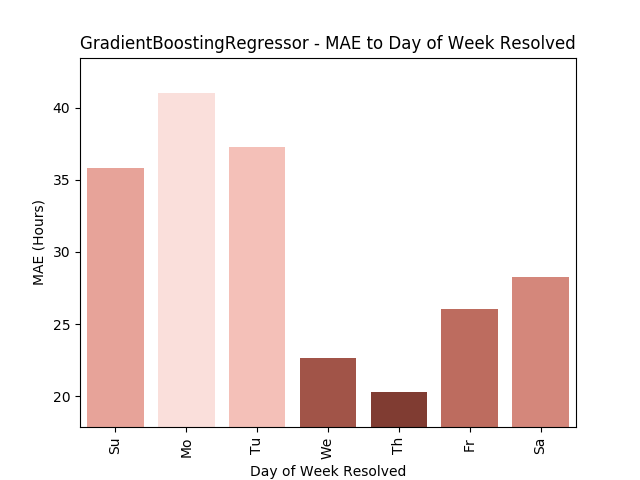 GradientBoostingRegressor - MAE to Day of Week Resolved
MAE (Hours)
40
35
30
25
20
Su Mo Tu We Th Fr Sa
Day of Week Resolved